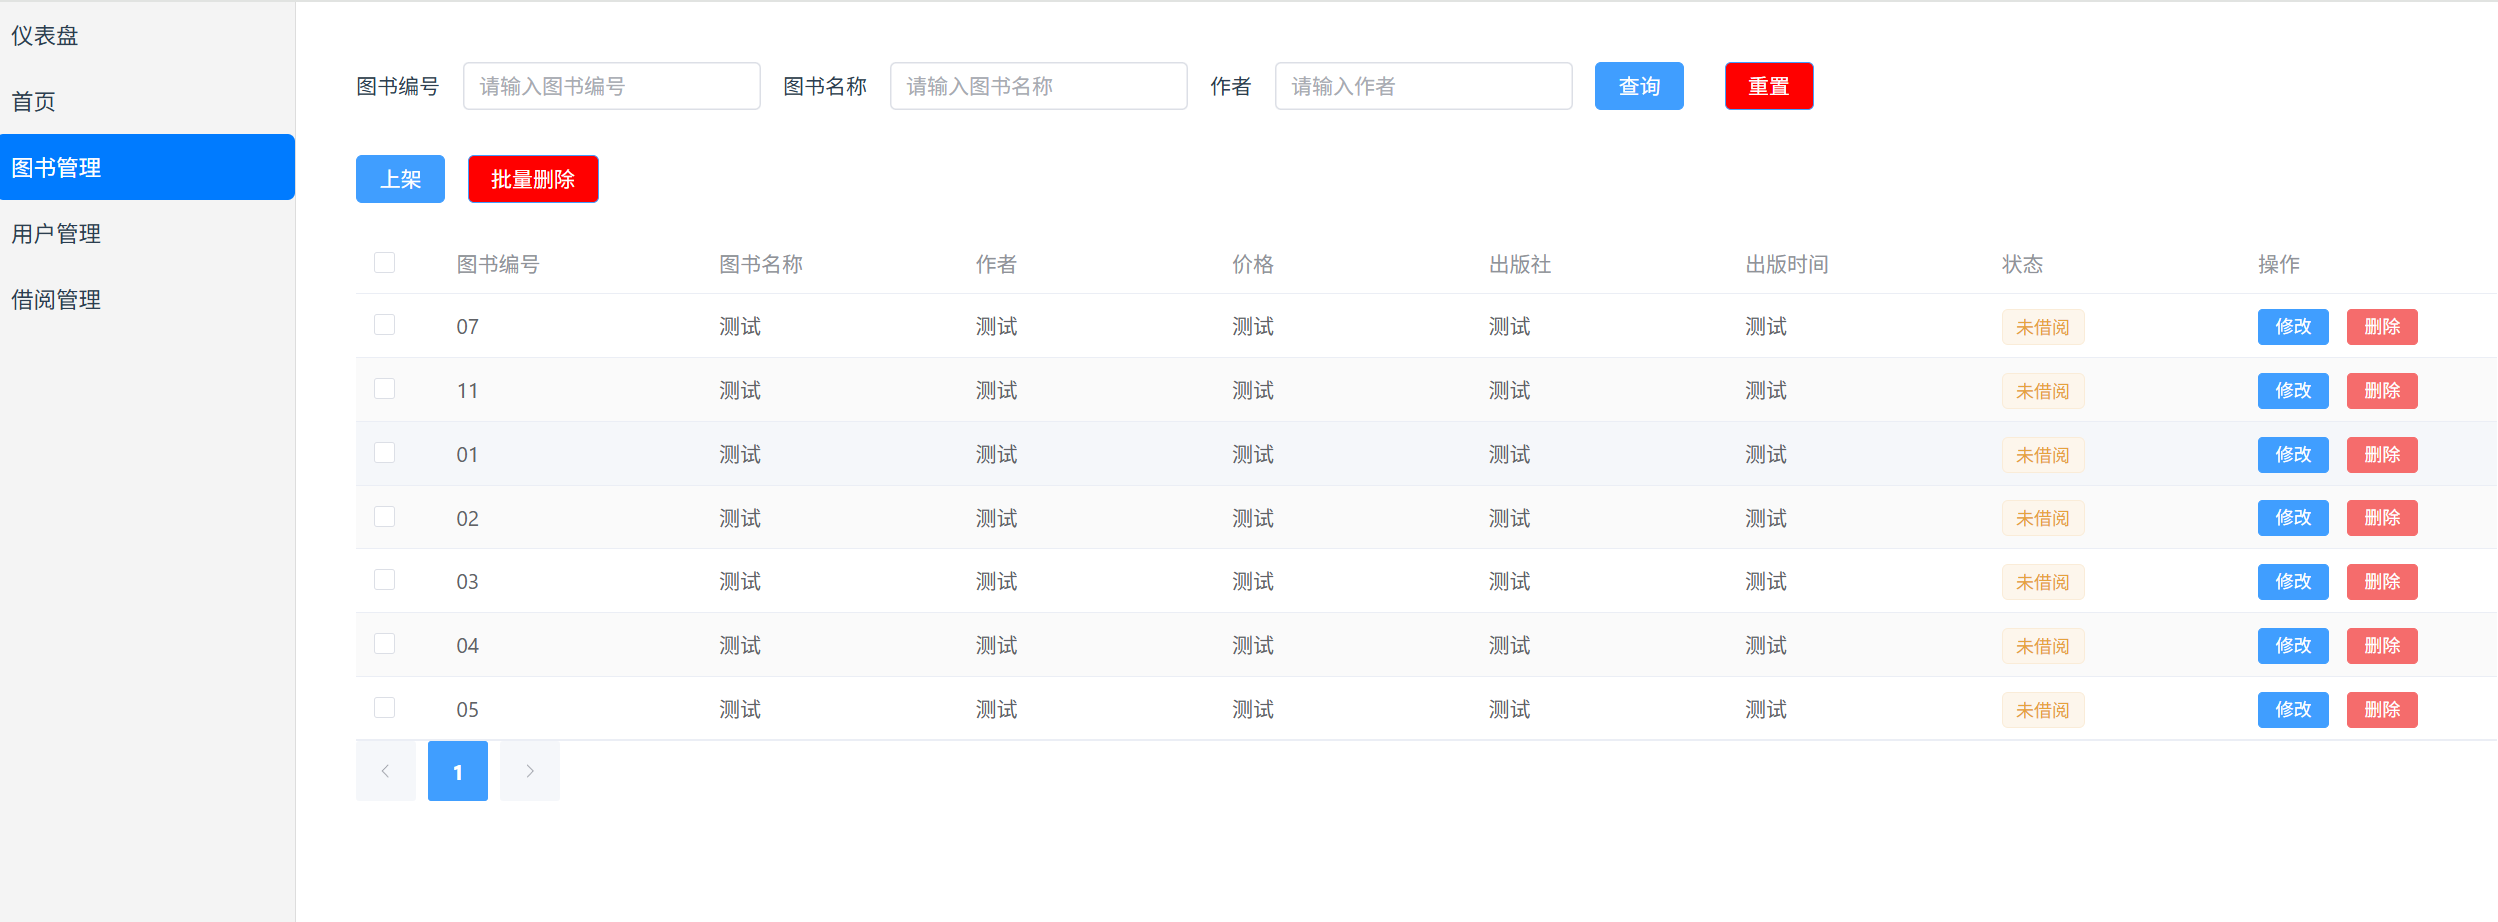 仪表盘
首页
图书管理
用户管理
借阅管理
图书编号 请输入图书编号 图书名称 请输入图书名称 作者 请输入作者 查询 重置
上架 批量删除
图书编号 图书名称 作者 价格 出版社 出版时间 状态 操作
07 测试 测试 测试 测试 测试 未借阅 修改 删除
11 测试 测试 测试 测试 测试 未借阅 修改 删除
01 测试 测试 测试 测试 测试 未借阅 修改 删除
02 测试 测试 测试 测试 测试 未借阅 修改 删除
03 测试 测试 测试 测试 测试 未借阅 修改 删除
04 测试 测试 测试 测试 测试 未借阅 修改 删除
05 测试 测试 测试 测试 测试 未借阅 修改 删除
1